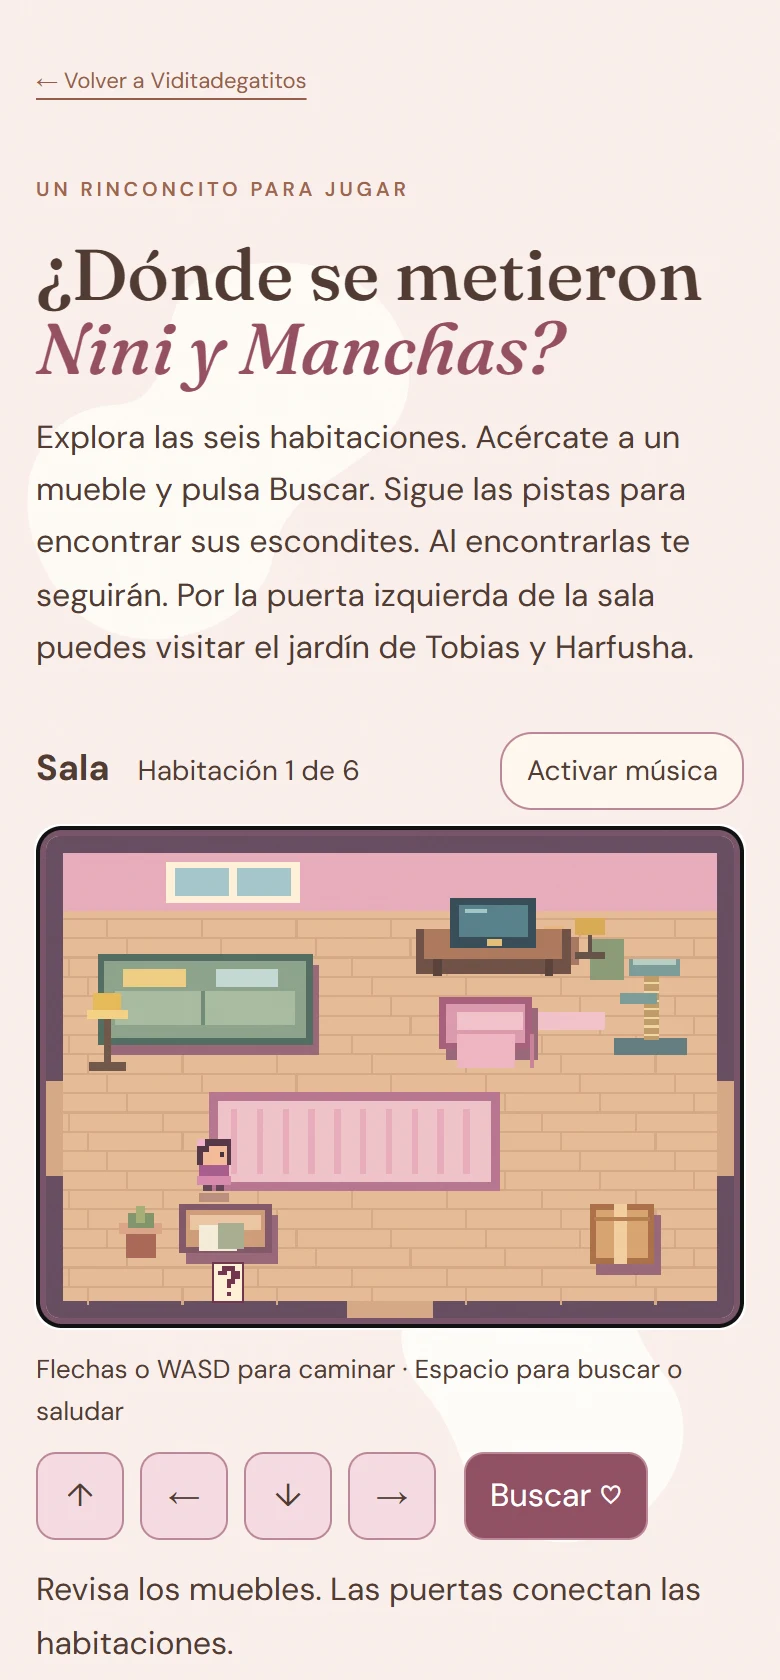 ← Volver a Viditadegatitos
UN RINCONCITO PARA JUGAR
¿Dónde se metieron
Nini y Manchas?
Explora las seis habitaciones. Acércate a un
mueble y pulsa Buscar. Sigue las pistas para
encontrar sus escondites. Al encontrarlas te
seguirán. Por la puerta izquierda de la sala
puedes visitar el jardín de Tobias y Harfusha.
Sala Habitación 1 de 6 Activar música
?
Flechas o WASD para caminar · Espacio para buscar o
saludar
↑ ← ↓ → Buscar ♡
Revisa los muebles. Las puertas conectan las
habitaciones.